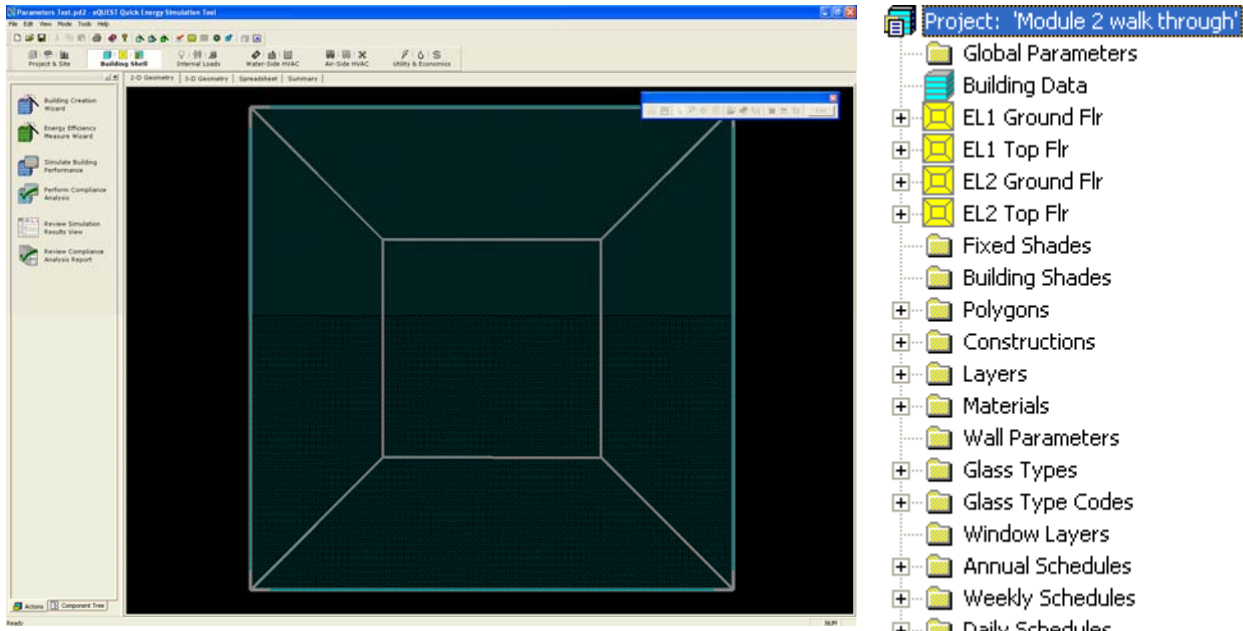 Parameters Test.pd2 - eQUEST Quick Energy Simulation Tool
File Edit View Mode Tools Help
Project & Site Building Shell Internal Loads Water-Side HVAC Air-Side HVAC Utility & Economics
2-D Geometry 3-D Geometry Spreadsheet Summary
Building Creation
Wizard
Energy Efficiency
Measure Wizard
Simulate Building
Performance
Perform Compliance
Analysis
Review Simulation
Results View
Review Compliance
Analysis Report
Actions Component Tree
Ready NUM
Project: 'Module 2 walk through'
Global Parameters
Building Data
EL1 Ground Flr
EL1 Top Flr
EL2 Ground Flr
EL2 Top Flr
Fixed Shades
Building Shades
Polygons
Constructions
Layers
Materials
Wall Parameters
Glass Types
Glass Type Codes
Window Layers
Annual Schedules
Weekly Schedules
Daily Schedules